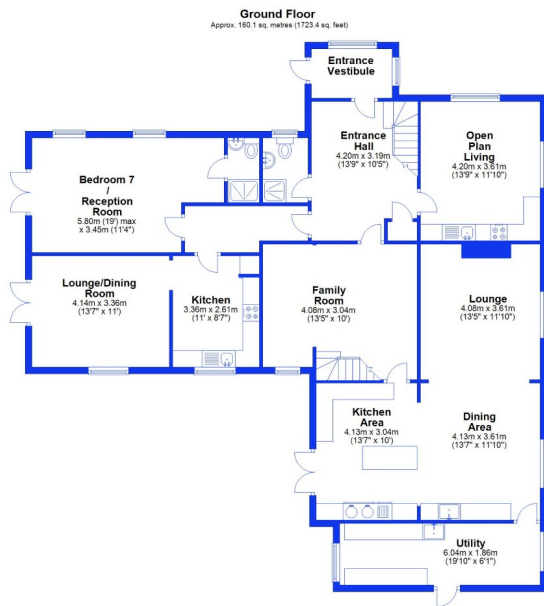 Ground Floor
Approx. 160.1 sq. metres (1723.4 sq. feet)
Entrance
Vestibule
Entrance
Hall
4.20m x 3.19m
(13'9" x 10'5")
Open
Plan
Living
4.20m x 3.61m
(13'9" x 11'10")
Bedroom 7
/
Reception
Room
5.80m (19') max
x 3.45m (11'4")
Lounge/Dining
Room
4.14m x 3.36m
(13'7" x 11')
Kitchen
3.36m x 2.61m
(11' x 8'7")
Family
Room
4.08m x 3.04m
(13'5" x 10')
Lounge
4.08m x 3.61m
(13'5" x 11'10")
Kitchen
Area
4.13m x 3.04m
(13'7" x 10')
Dining
Area
4.13m x 3.61m
(13'7" x 11'10")
Utility
6.04m x 1.86m
(19'10" x 6'1")